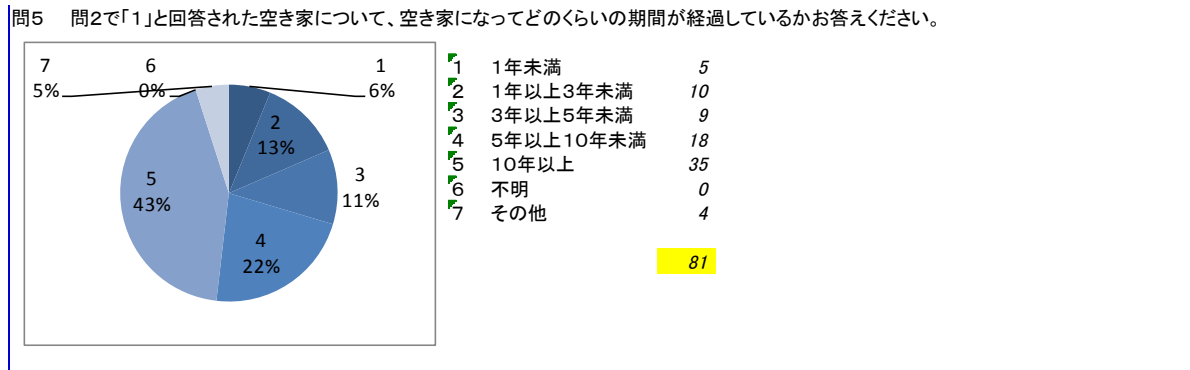 問5 問2で「1」と回答された空き家について、空き家になってどのくらいの期間が経過しているかお答えください。
7 5%
6 0%
1 6%
2 13%
3 11%
4 22%
5 43%
1 1年未満 5
2 1年以上3年未満 10
3 3年以上5年未満 9
4 5年以上10年未満 18
5 10年以上 35
6 不明 0
7 その他 4
81